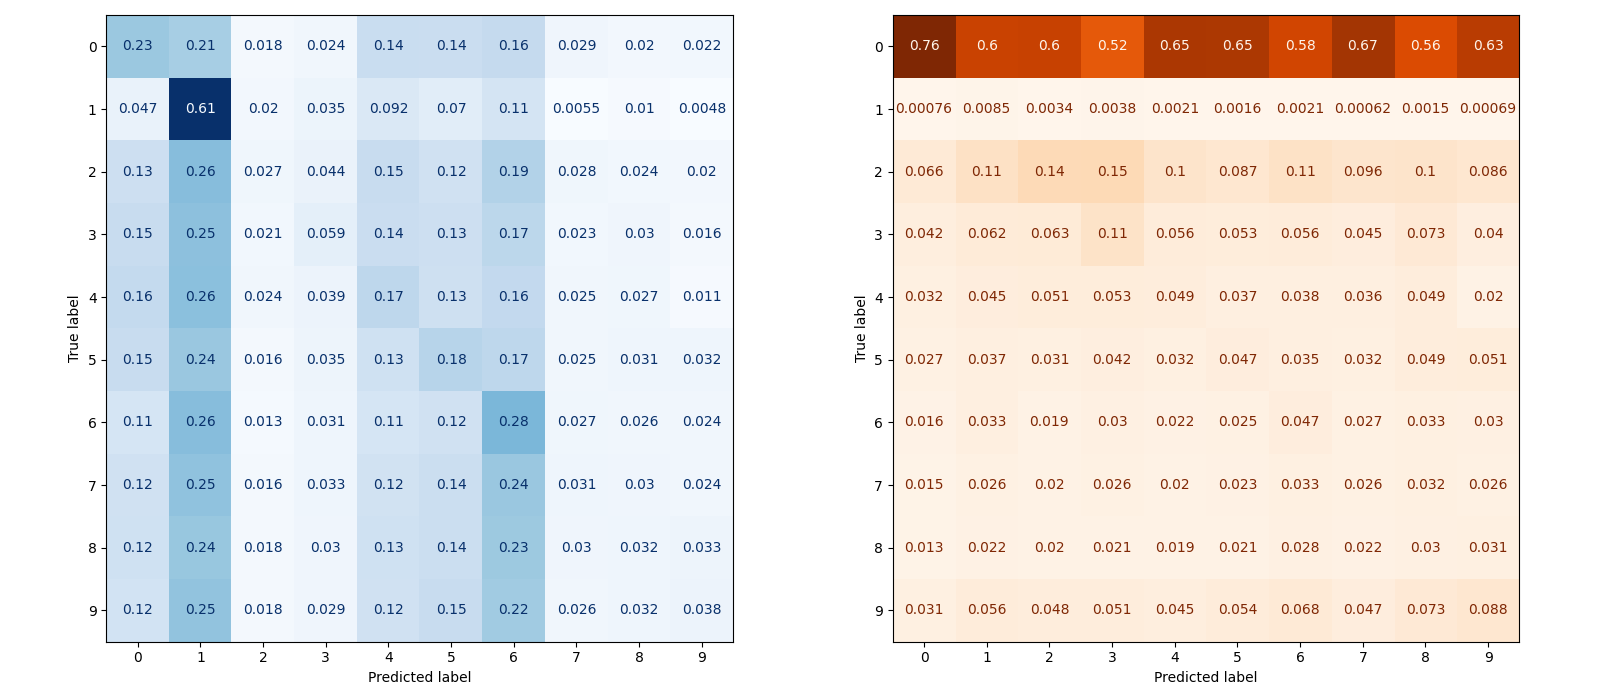 0 0.23 0.21 0.018 0.024 0.14 0.14 0.16 0.029 0.02 0.022
1 0.047 0.61 0.02 0.035 0.092 0.07 0.11 0.0055 0.01 0.0048
2 0.13 0.26 0.027 0.044 0.15 0.12 0.19 0.028 0.024 0.02
3 0.15 0.25 0.021 0.059 0.14 0.13 0.17 0.023 0.03 0.016
4 0.16 0.26 0.024 0.039 0.17 0.13 0.16 0.025 0.027 0.011
5 0.15 0.24 0.016 0.035 0.13 0.18 0.17 0.025 0.031 0.032
6 0.11 0.26 0.013 0.031 0.11 0.12 0.28 0.027 0.026 0.024
7 0.12 0.25 0.016 0.033 0.12 0.14 0.24 0.031 0.03 0.024
8 0.12 0.24 0.018 0.03 0.13 0.14 0.23 0.03 0.032 0.033
9 0.12 0.25 0.018 0.029 0.12 0.15 0.22 0.026 0.032 0.038
0 1 2 3 4 5 6 7 8 9
Predicted label
True label
0 0.76 0.6 0.6 0.52 0.65 0.65 0.58 0.67 0.56 0.63
1 0.00076 0.0085 0.0034 0.0038 0.0021 0.0016 0.0021 0.00062 0.0015 0.00069
2 0.066 0.11 0.14 0.15 0.1 0.087 0.11 0.096 0.1 0.086
3 0.042 0.062 0.063 0.11 0.056 0.053 0.056 0.045 0.073 0.04
4 0.032 0.045 0.051 0.053 0.049 0.037 0.038 0.036 0.049 0.02
5 0.027 0.037 0.031 0.042 0.032 0.047 0.035 0.032 0.049 0.051
6 0.016 0.033 0.019 0.03 0.022 0.025 0.047 0.027 0.033 0.03
7 0.015 0.026 0.02 0.026 0.02 0.023 0.033 0.026 0.032 0.026
8 0.013 0.022 0.02 0.021 0.019 0.021 0.028 0.022 0.03 0.031
9 0.031 0.056 0.048 0.051 0.045 0.054 0.068 0.047 0.073 0.088
0 1 2 3 4 5 6 7 8 9
Predicted label
True label